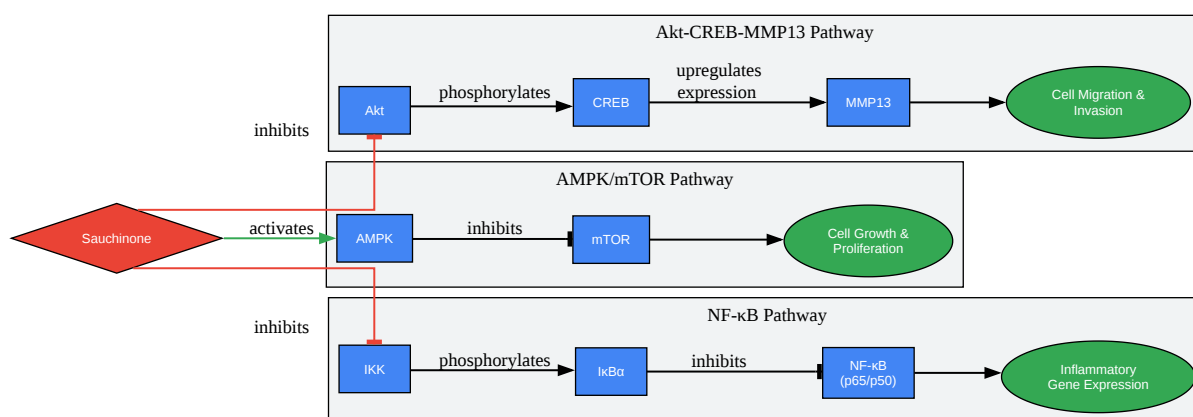 Akt-CREB-MMP13 Pathway
Akt
phosphorylates
CREB
upregulates
expression
MMP13
Cell Migration &
Invasion
inhibits
AMPK/mTOR Pathway
Sauchinone
activates
AMPK
inhibits
mTOR
Cell Growth &
Proliferation
inhibits
NF-κB Pathway
IKK
phosphorylates
IκBα
inhibits
NF-κB
(p65/p50)
Inflammatory
Gene Expression